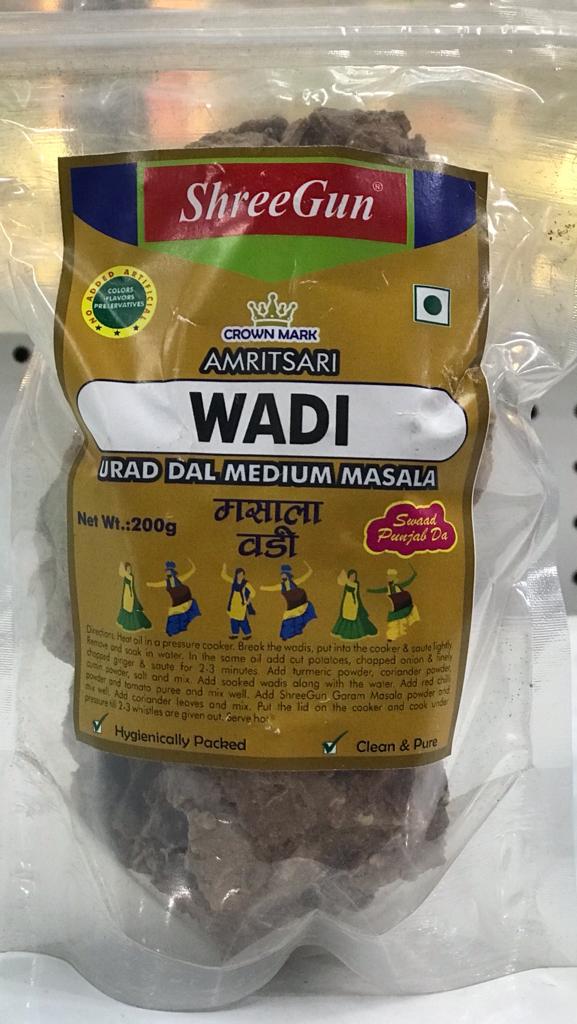 ShreeGun®
NO ADDED ARTIFICIAL
COLORS
FLAVORS
PRESERVATIVES
CROWN MARK
AMRITSARI
WADI
URAD DAL MEDIUM MASALA
मसाला
वडी
Net Wt.:200g
Swaad
Punjab Da
Directions: Heat oil in a pressure cooker. Break the wadis, put into the cooker & saute lightly.
Remove and soak in water. In the same oil add cut potatoes, chopped onion & finely
chopped ginger & saute for 2-3 minutes. Add turmeric powder, coriander powder,
cumin powder, salt and mix. Add soaked wadis along with the water. Add red chilli
powder and tomato puree and mix well. Add ShreeGun Garam Masala powder and
mix well. Add coriander leaves and mix. Put the lid on the cooker and cook under
pressure till 2-3 whistles are given out. Serve hot
Hygienically Packed
Clean & Pure